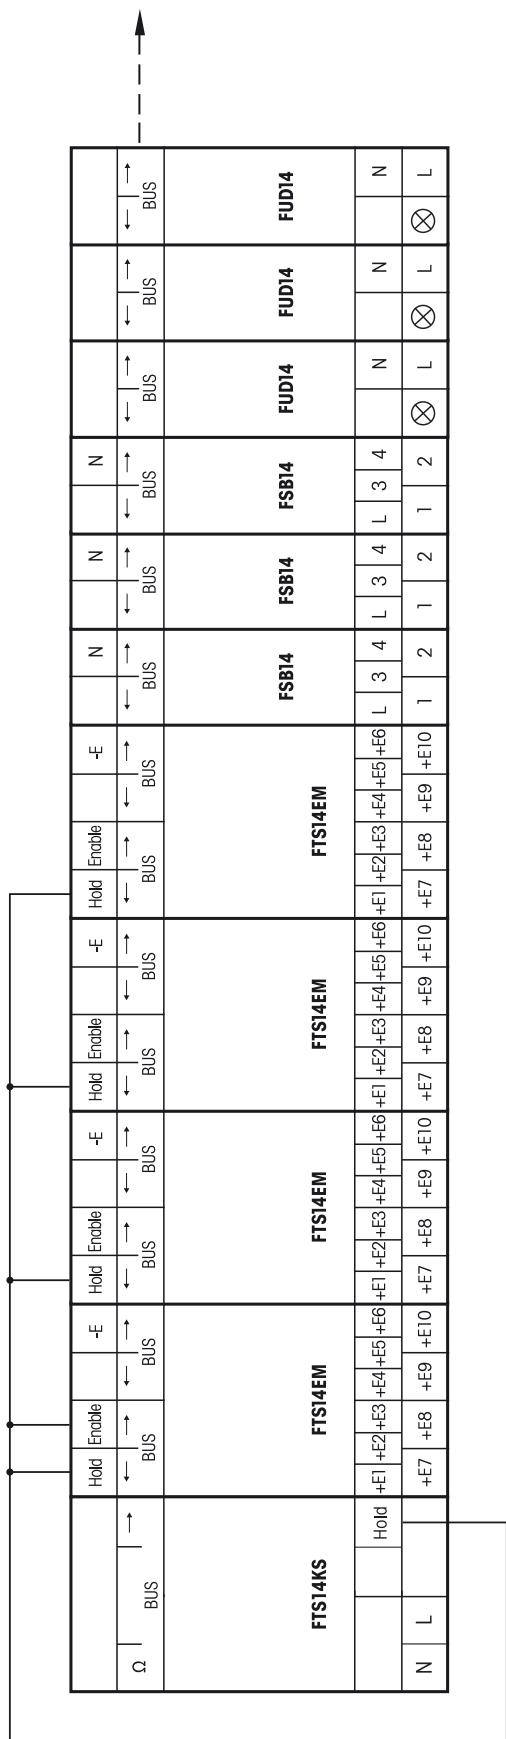 BUS
FUD14
N
L
BUS
FUD14
N
L
BUS
FUD14
N
L
N
BUS
FSB14
L 3 4
1 2
N
BUS
FSB14
L 3 4
1 2
N
BUS
FSB14
L 3 4
1 2
Hold Enable -E
BUS BUS
FTS14EM
+E1 +E2 +E3 +E4 +E5 +E6
+E7 +E8 +E9 +E10
Hold Enable -E
BUS BUS
FTS14EM
+E1 +E2 +E3 +E4 +E5 +E6
+E7 +E8 +E9 +E10
Hold Enable -E
BUS BUS
FTS14EM
+E1 +E2 +E3 +E4 +E5 +E6
+E7 +E8 +E9 +E10
Hold Enable -E
BUS BUS
FTS14EM
+E1 +E2 +E3 +E4 +E5 +E6
+E7 +E8 +E9 +E10
Ω
BUS
FTS14KS
Hold
N L